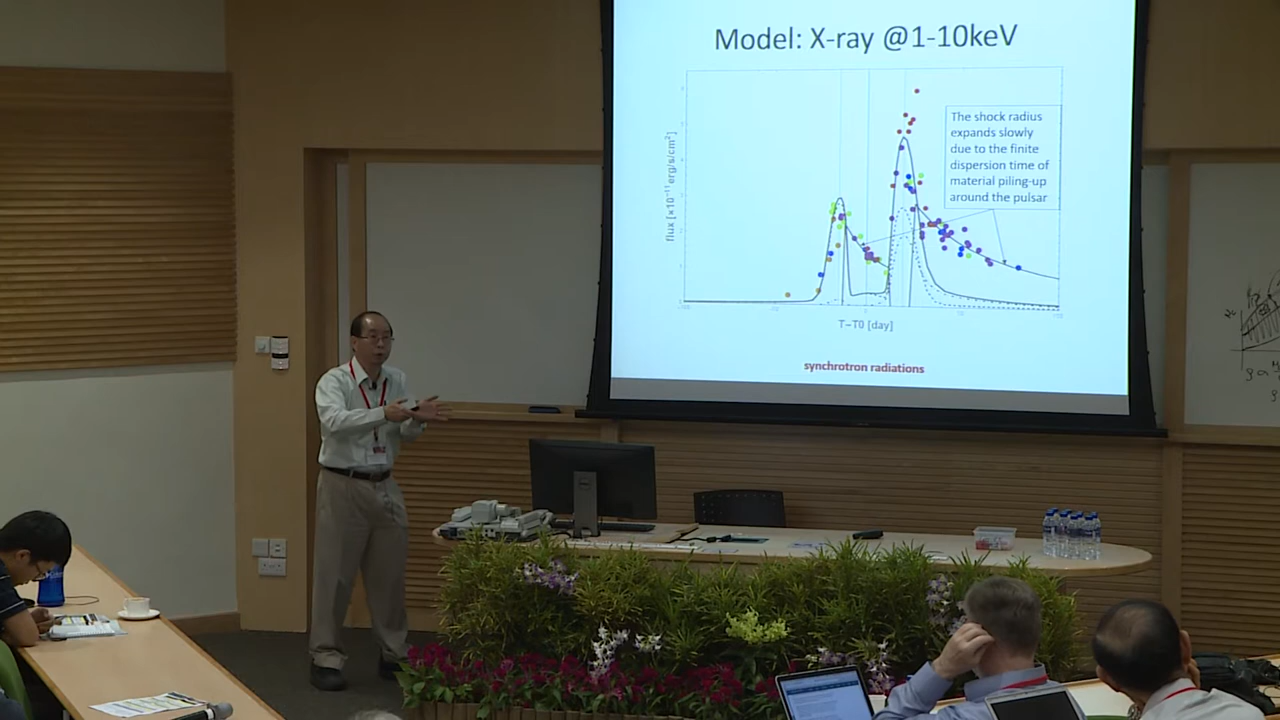 Model: X-ray @1-10keV
The shock radius
expands slowly
due to the finite
dispersion time of
material piling-up
around the pulsar
flux [×10⁻¹¹ erg/s/cm²]
T−T0 [day]
synchrotron radiations